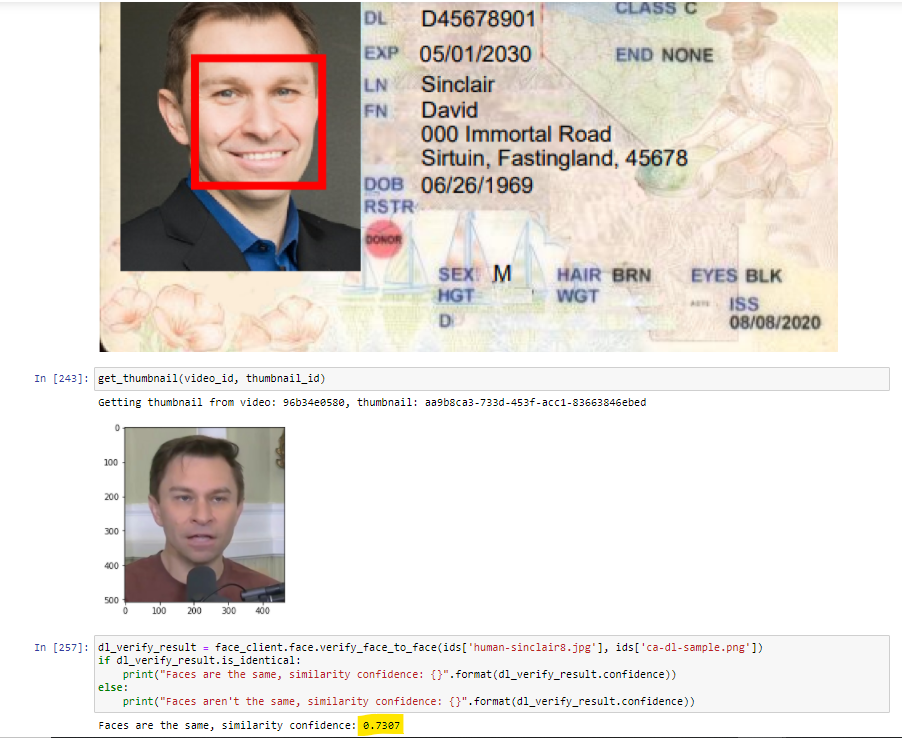 DL D45678901 CLASS C
EXP 05/01/2030 END NONE
LN Sinclair
FN David
000 Immortal Road
Sirtuin, Fastingland, 45678
DOB 06/26/1969
RSTR
DONOR
SEX M HAIR BRN EYES BLK
HGT WGT ISS
D 08/08/2020
In [243]: get_thumbnail(video_id, thumbnail_id)
Getting thumbnail from video: 96b34e0580, thumbnail: aa9b8ca3-733d-453f-acc1-83663846ebed
0
100
200
300
400
500
0 100 200 300 400
In [257]: dl_verify_result = face_client.face.verify_face_to_face(ids['human-sinclair8.jpg'], ids['ca-dl-sample.png'])
if dl_verify_result.is_identical:
    print("Faces are the same, similarity confidence: {}".format(dl_verify_result.confidence))
else:
    print("Faces aren't the same, similarity confidence: {}".format(dl_verify_result.confidence))
Faces are the same, similarity confidence: 0.7307